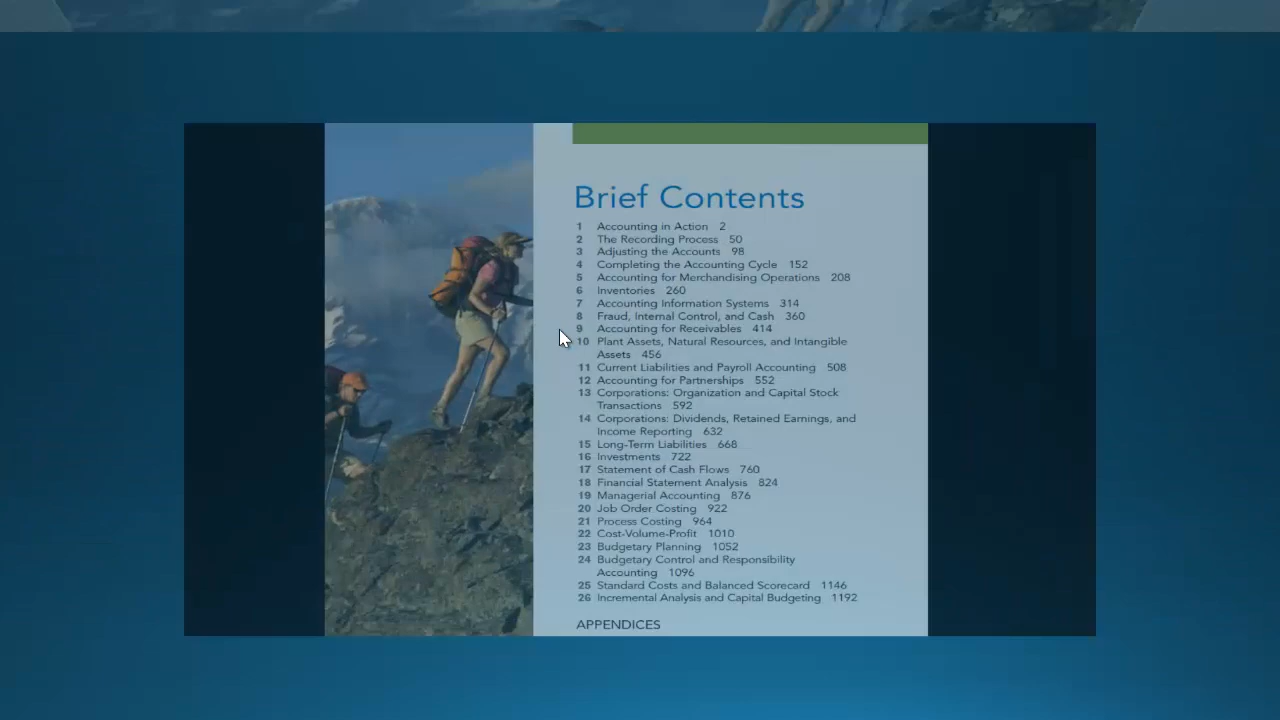 Brief Contents
1 Accounting in Action 2
2 The Recording Process 50
3 Adjusting the Accounts 98
4 Completing the Accounting Cycle 152
5 Accounting for Merchandising Operations 208
6 Inventories 260
7 Accounting Information Systems 314
8 Fraud, Internal Control, and Cash 360
9 Accounting for Receivables 414
10 Plant Assets, Natural Resources, and Intangible
Assets 456
11 Current Liabilities and Payroll Accounting 508
12 Accounting for Partnerships 552
13 Corporations: Organization and Capital Stock
Transactions 592
14 Corporations: Dividends, Retained Earnings, and
Income Reporting 632
15 Long-Term Liabilities 668
16 Investments 722
17 Statement of Cash Flows 760
18 Financial Statement Analysis 824
19 Managerial Accounting 876
20 Job Order Costing 922
21 Process Costing 964
22 Cost-Volume-Profit 1010
23 Budgetary Planning 1052
24 Budgetary Control and Responsibility
Accounting 1096
25 Standard Costs and Balanced Scorecard 1146
26 Incremental Analysis and Capital Budgeting 1192
APPENDICES